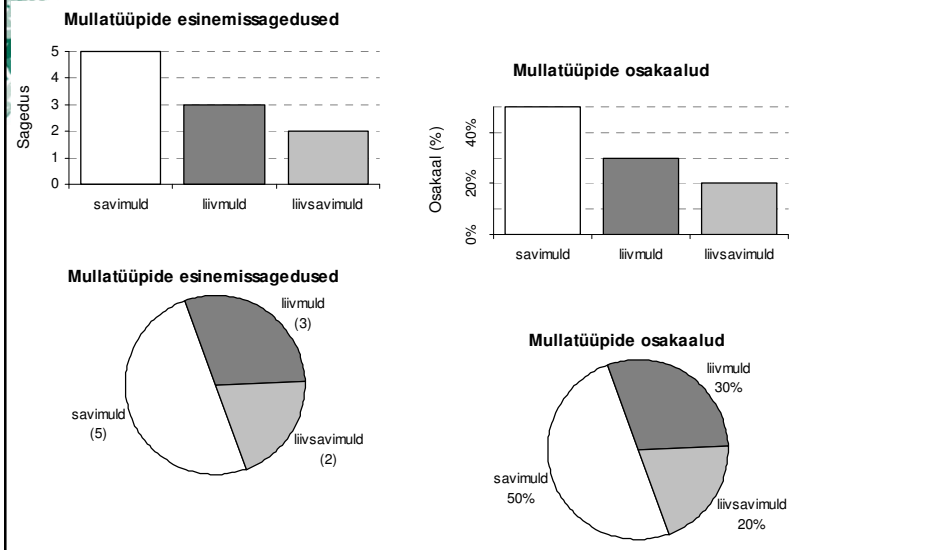 Mullatüüpide esinemissagedused
Sagedus
5
4
3
2
1
0
savimuld liivmuld liivsavimuld
Mullatüüpide osakaalud
Osakaal (%)
40%
20%
0%
savimuld liivmuld liivsavimuld
Mullatüüpide esinemissagedused
liivmuld
(3)
savimuld
(5)
liivsavimuld
(2)
Mullatüüpide osakaalud
liivmuld
30%
savimuld
50%
liivsavimuld
20%